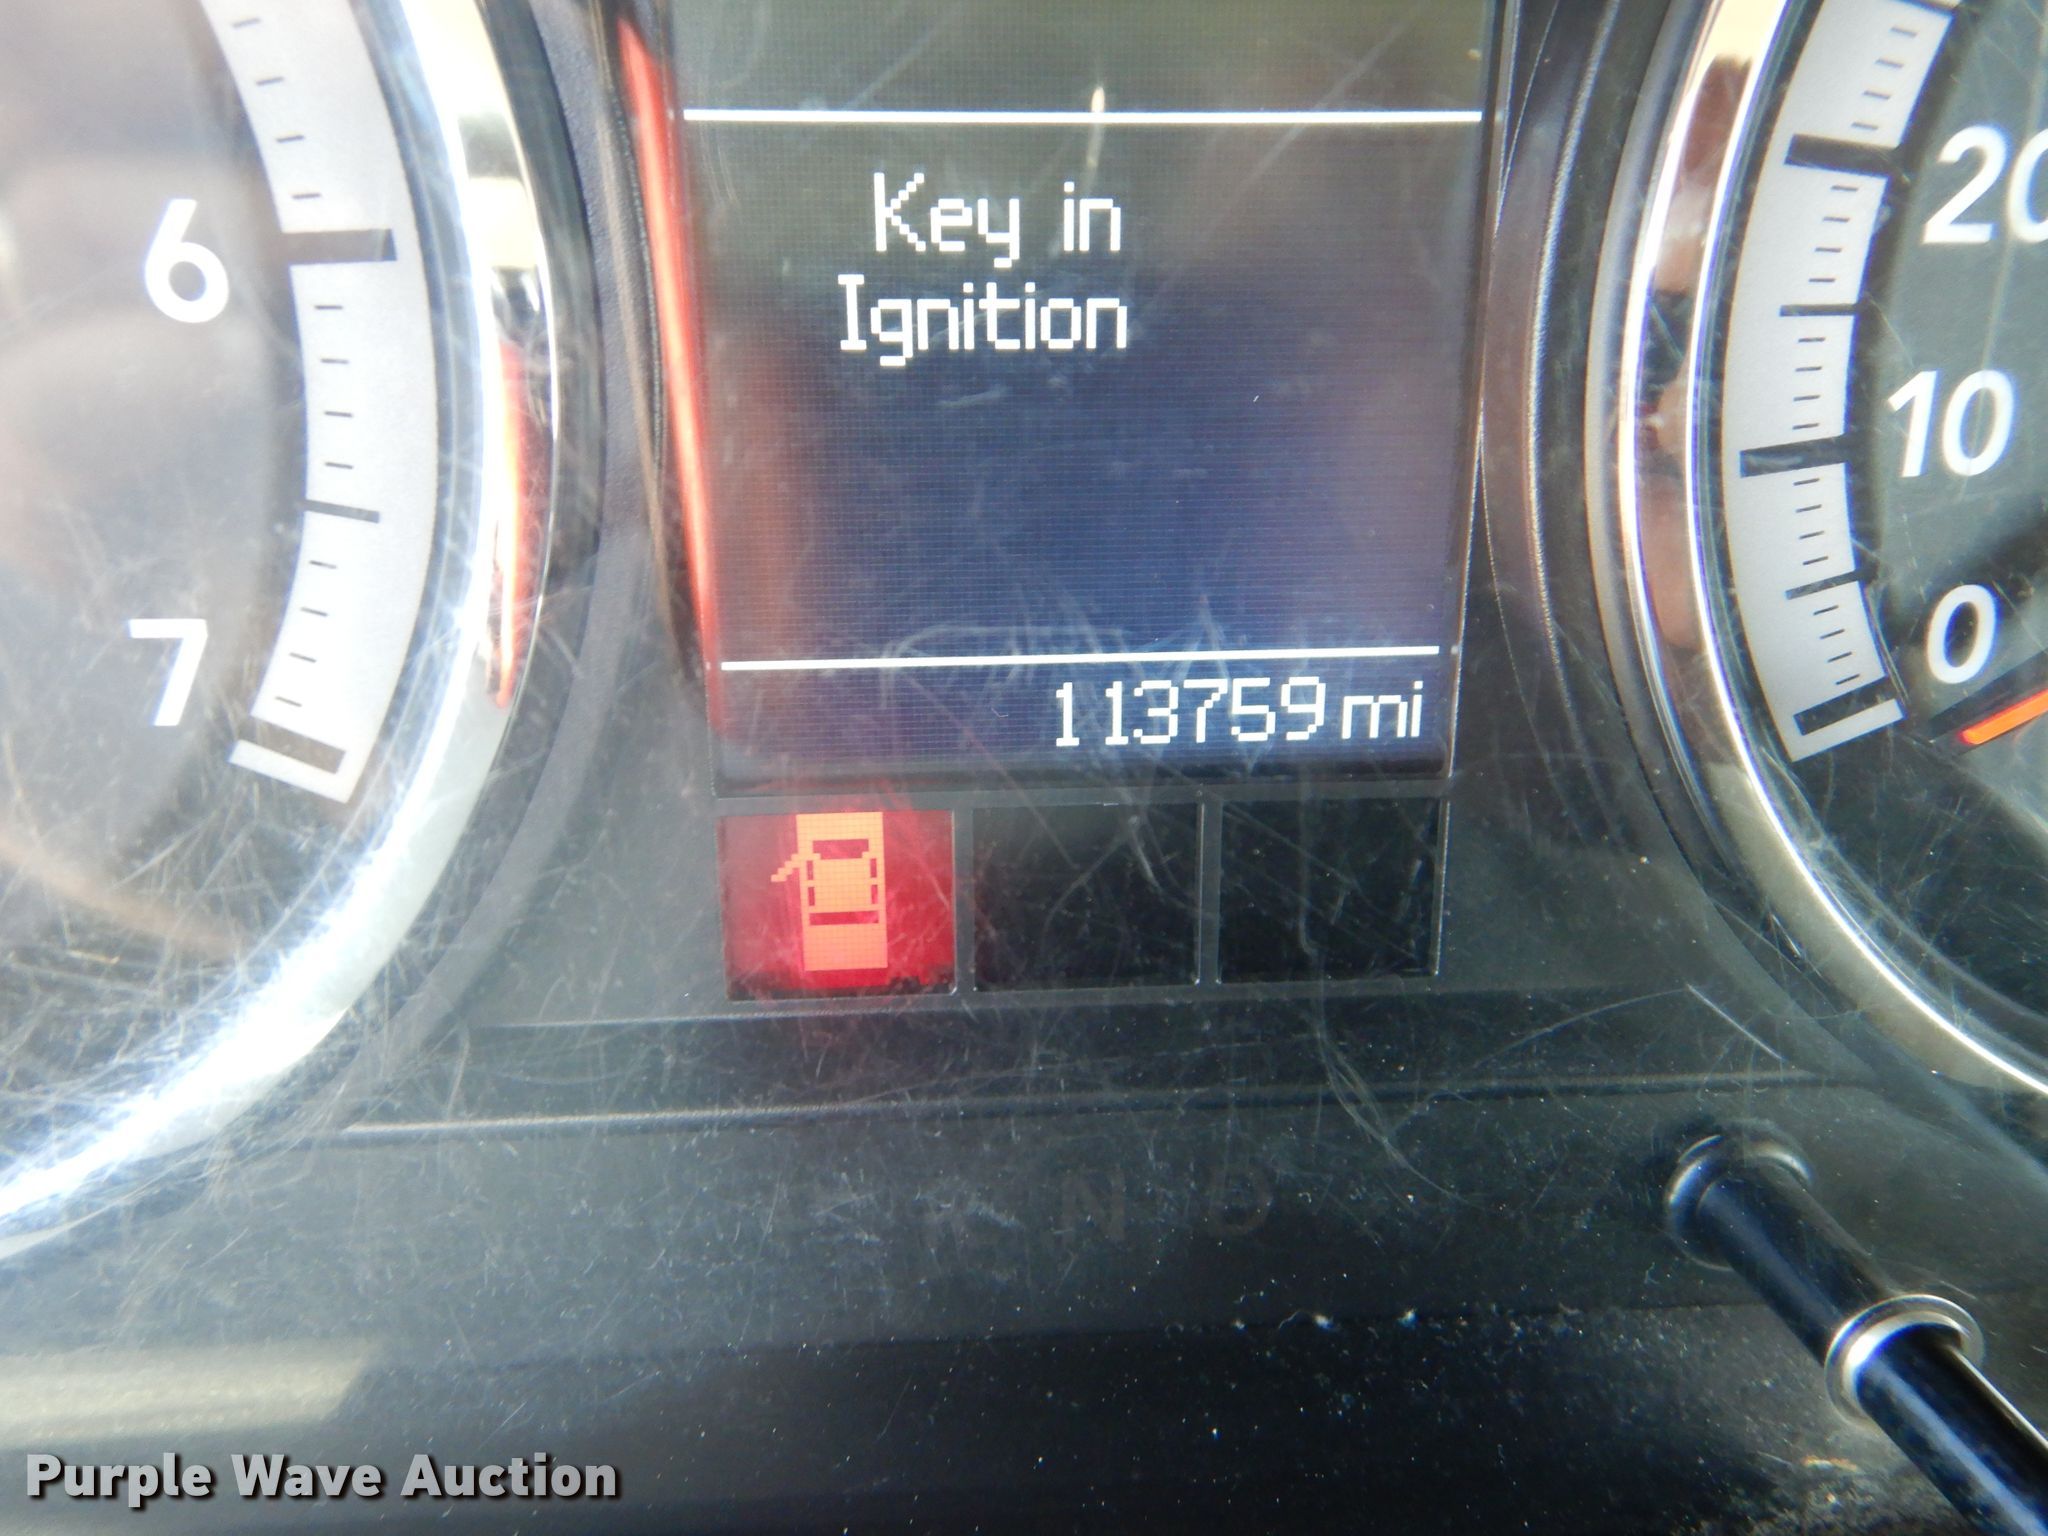 Key in
Ignition
113759 mi
6
7
20
10
0
N D
Purple Wave Auction